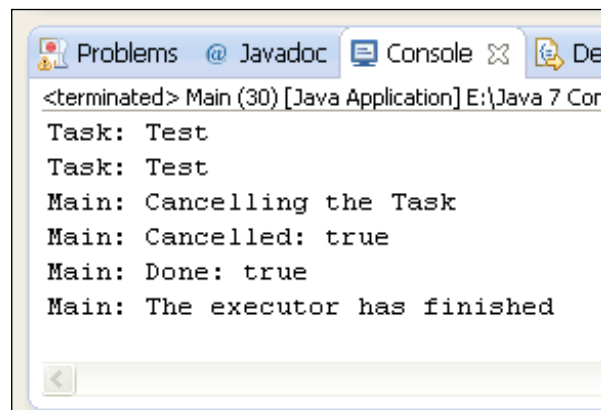 Problems @ Javadoc Console De
<terminated> Main (30) [Java Application] E:\Java 7 Con
Task: Test
Task: Test
Main: Cancelling the Task
Main: Cancelled: true
Main: Done: true
Main: The executor has finished